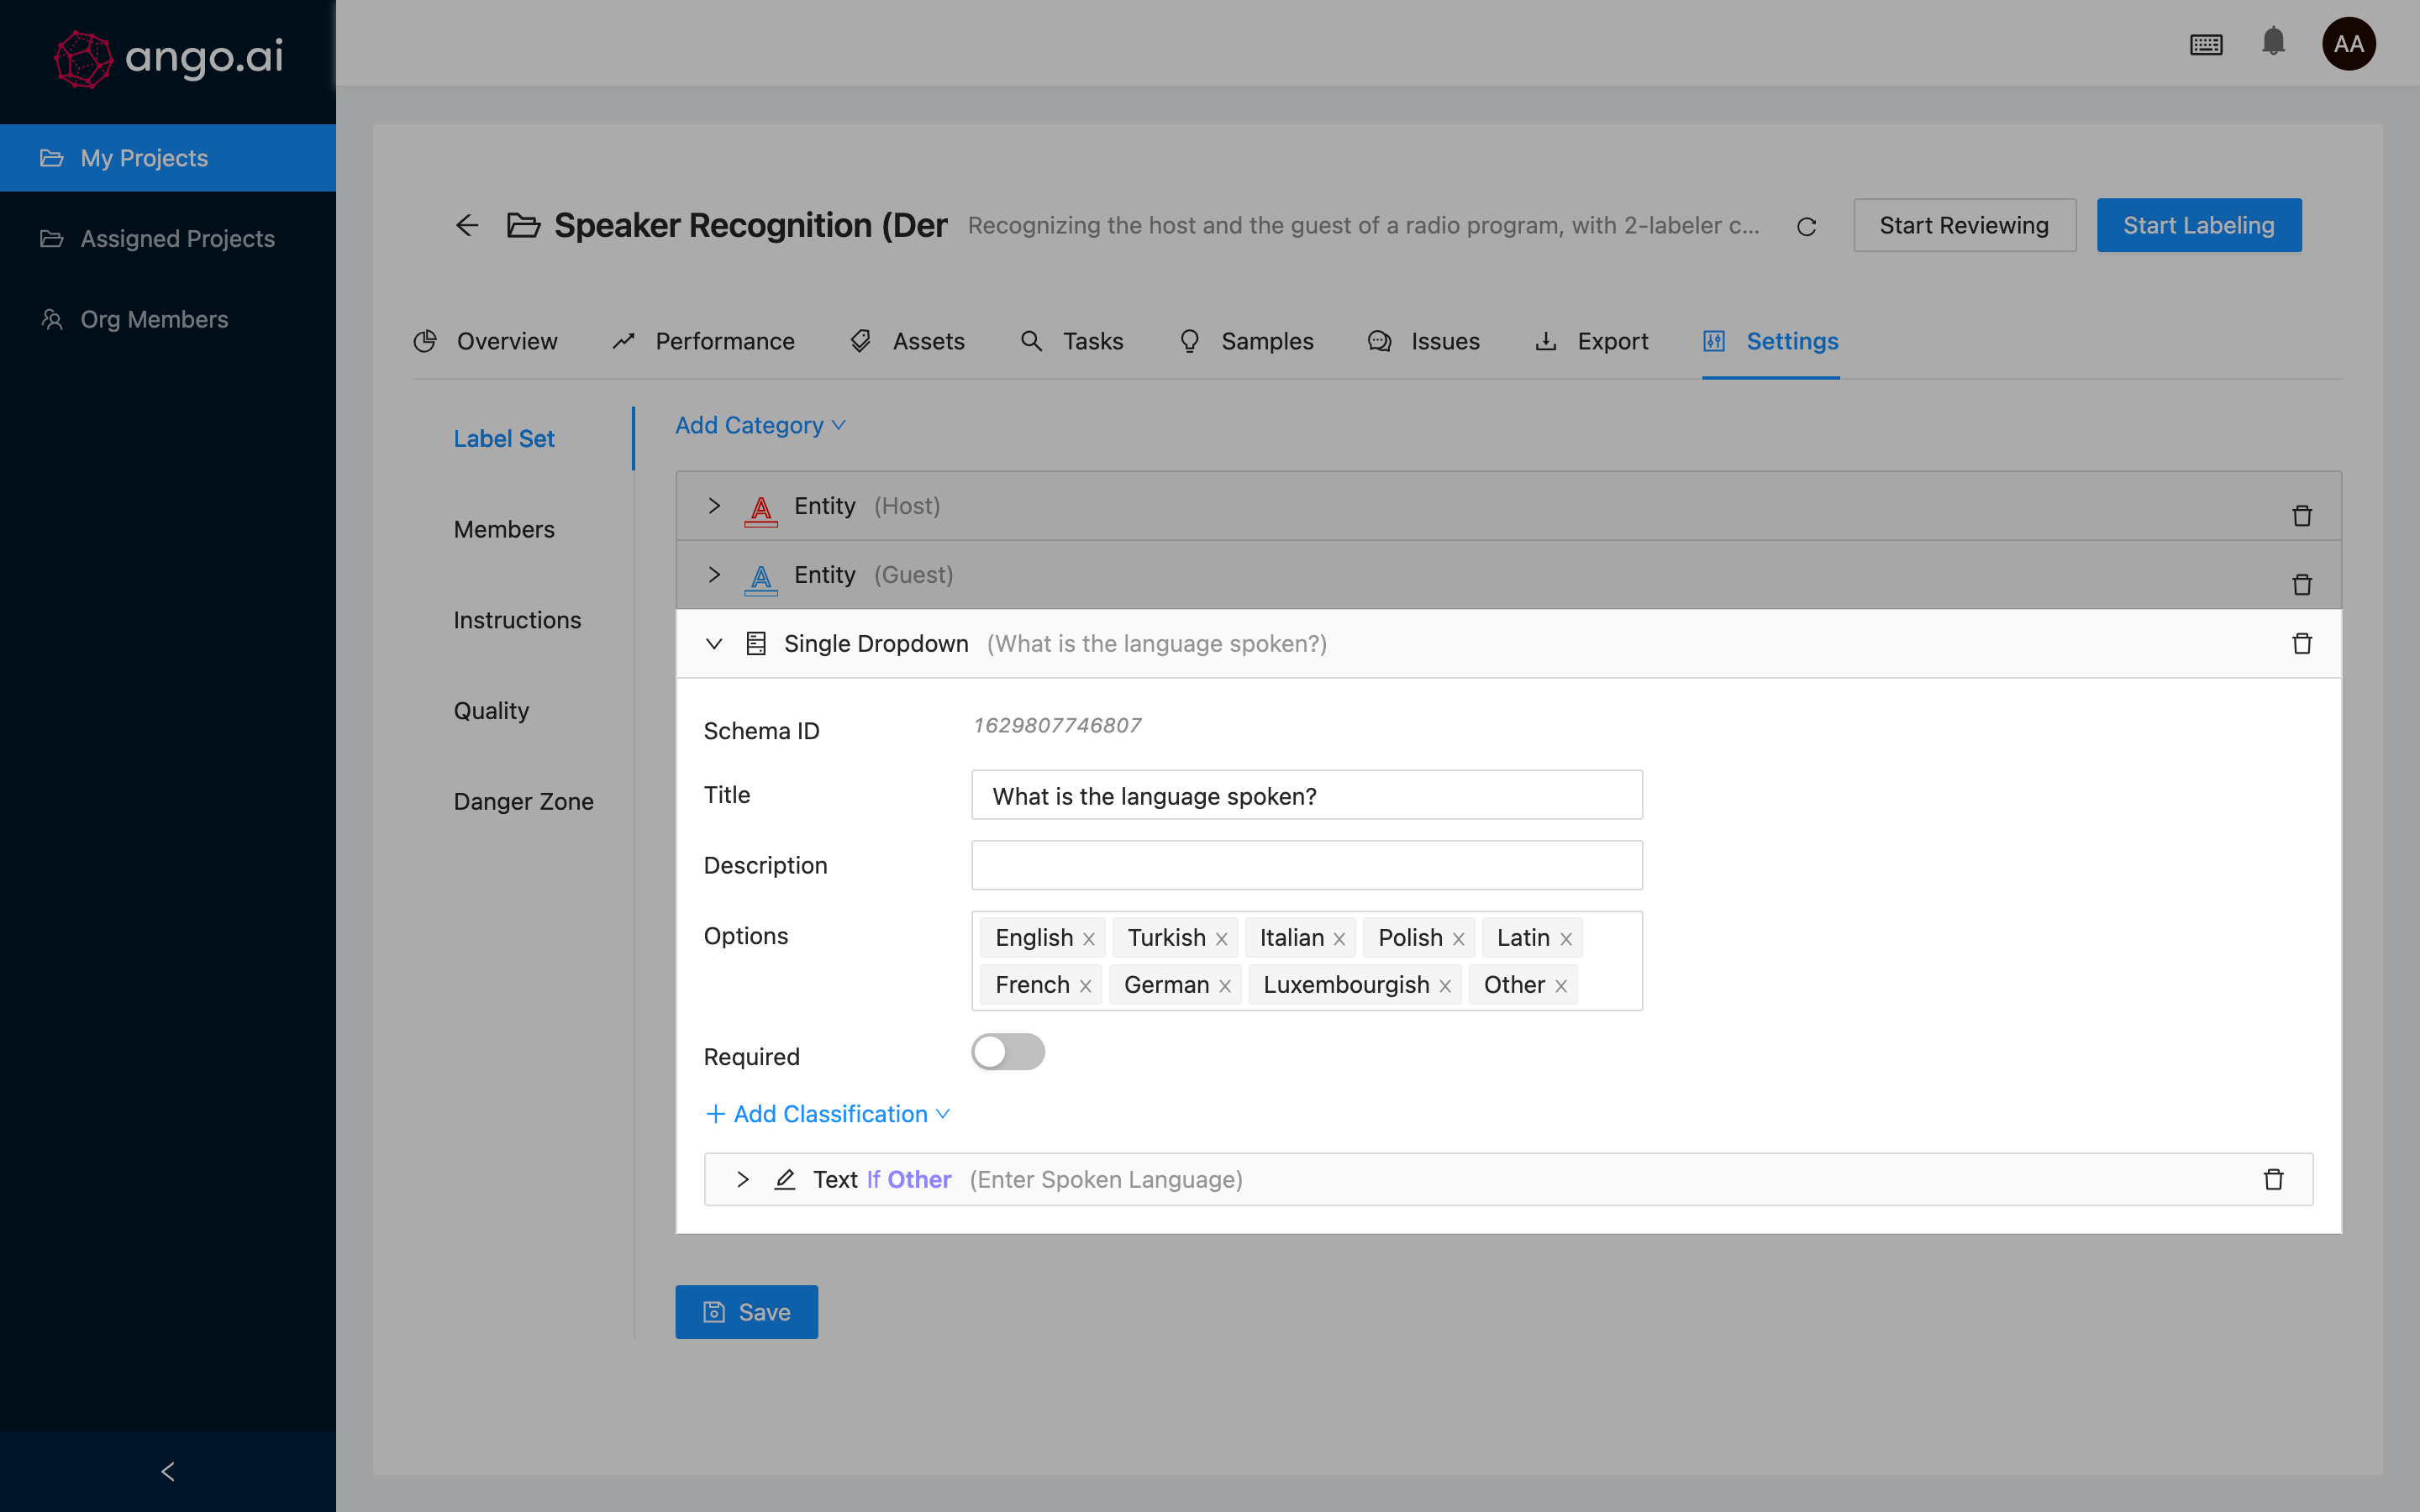 ango.ai
AA
My Projects
Assigned Projects
Org Members
Speaker Recognition (Der
Recognizing the host and the guest of a radio program, with 2-labeler c...
Start Reviewing
Start Labeling
Overview
Performance
Assets
Tasks
Samples
Issues
Export
Settings
Label Set
Members
Instructions
Quality
Danger Zone
Add Category
Entity (Host)
Entity (Guest)
Single Dropdown (What is the language spoken?)
Schema ID 1629807746807
Title What is the language spoken?
Description
Options English Turkish Italian Polish Latin
French German Luxembourgish Other
Required
+ Add Classification
Text If Other (Enter Spoken Language)
Save